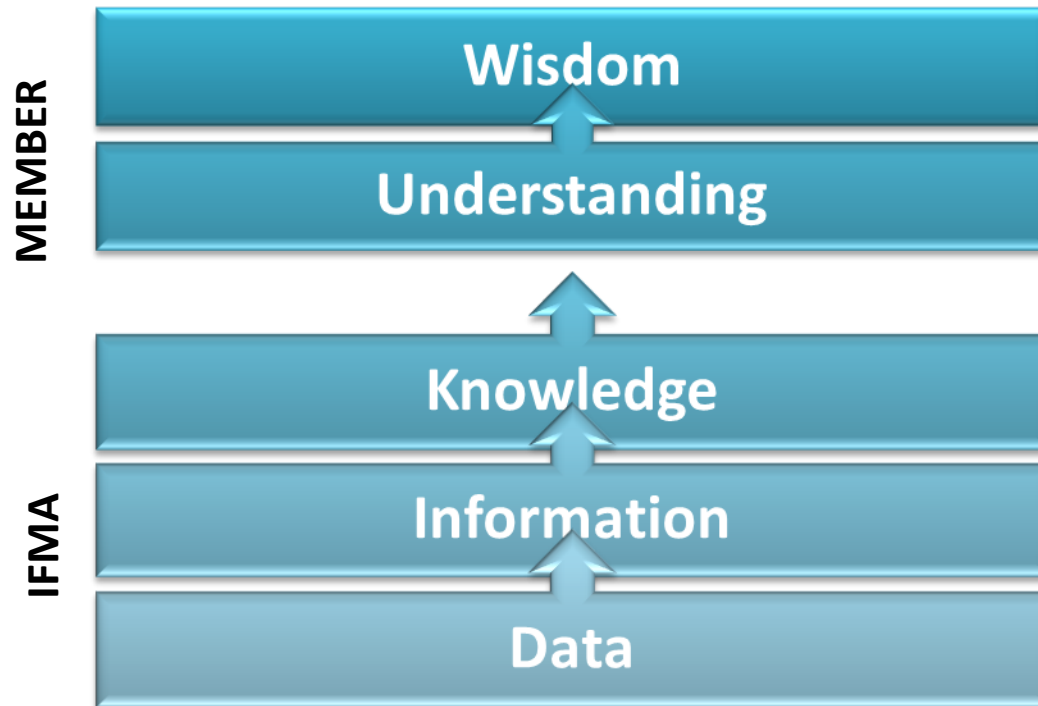 MEMBER
Wisdom
Understanding
IFMA
Knowledge
Information
Data